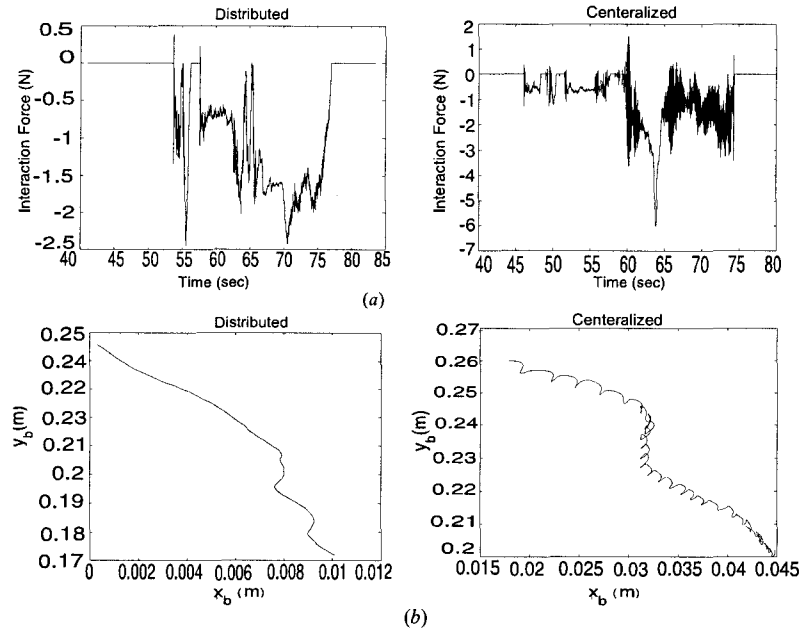 Distributed
0.5
0
-0.5
-1
-1.5
-2
-2.5
Interaction Force (N)
40 45 50 55 60 65 70 75 80 85
Time (sec)
Centeralized
2
1
0
-1
-2
-3
-4
-5
-6
-7
Interaction Force (N)
40 45 50 55 60 65 70 75 80
Time (sec)
(a)
Distributed
0.25
0.24
0.22
0.23
0.21
0.2
0.19
0.18
0.17
y_b(m)
0 0.002 0.004 0.006 0.008 0.01 0.012
x_b (m)
Centeralized
0.27
0.26
0.25
0.24
0.23
0.22
0.21
0.2
y_b(m)
0.015 0.02 0.025 0.03 0.035 0.04 0.045
x_b (m)
(b)